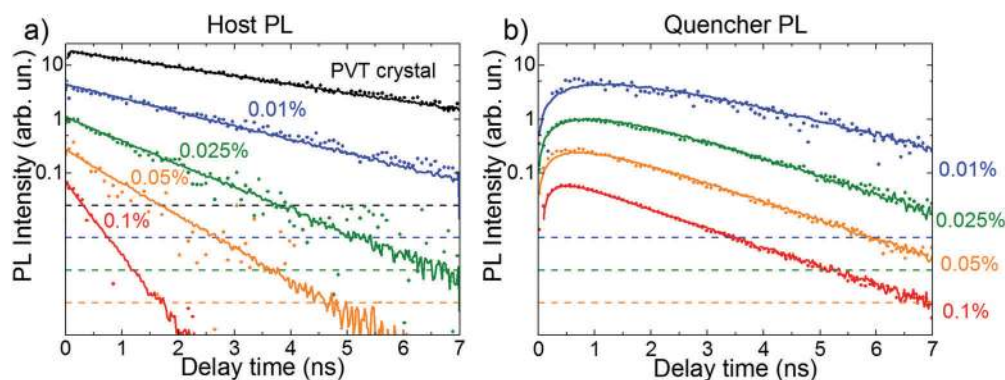 a)
Host PL
PL Intensity (arb. un.)
10
1
0.1
PVT crystal
0.01%
0.025%
0.05%
0.1%
0 1 2 3 4 5 6 7
Delay time (ns)
b)
Quencher PL
PL Intensity (arb. un.)
10
1
0.1
0.01%
0.025%
0.05%
0.1%
0 1 2 3 4 5 6 7
Delay time (ns)